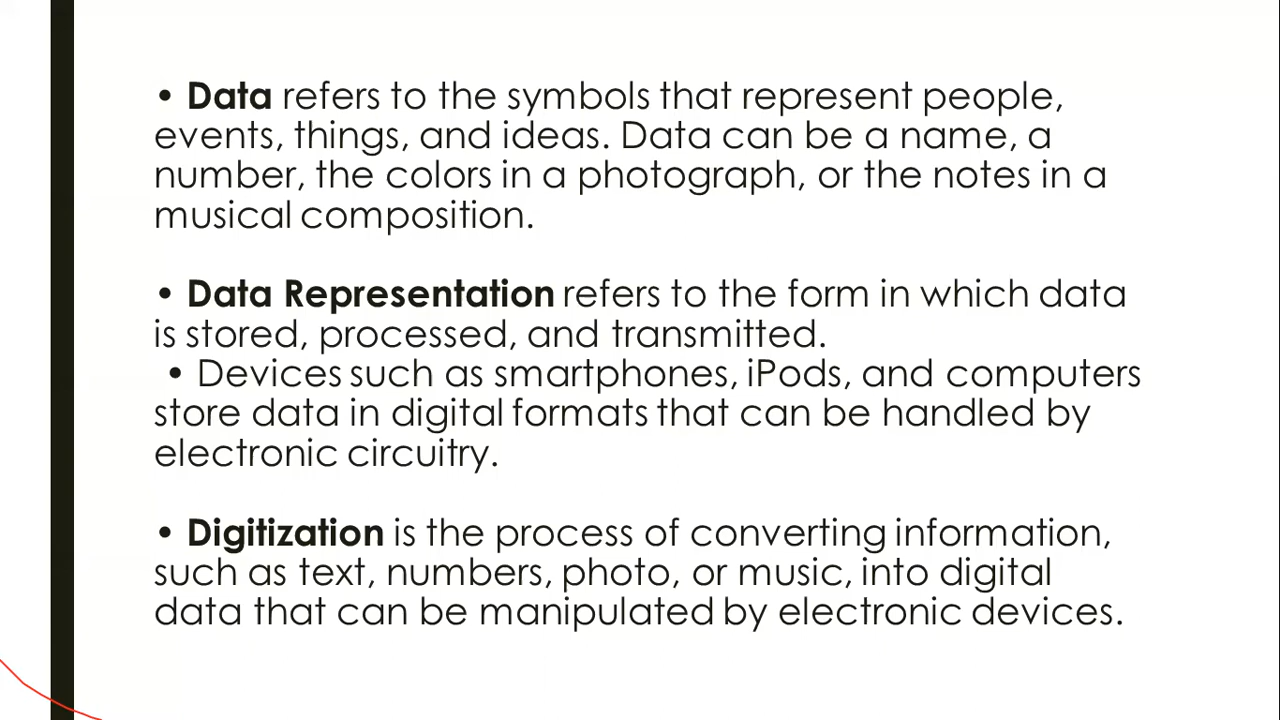 • Data refers to the symbols that represent people,
events, things, and ideas. Data can be a name, a
number, the colors in a photograph, or the notes in a
musical composition.
• Data Representation refers to the form in which data
is stored, processed, and transmitted.
• Devices such as smartphones, iPods, and computers
store data in digital formats that can be handled by
electronic circuitry.
• Digitization is the process of converting information,
such as text, numbers, photo, or music, into digital
data that can be manipulated by electronic devices.